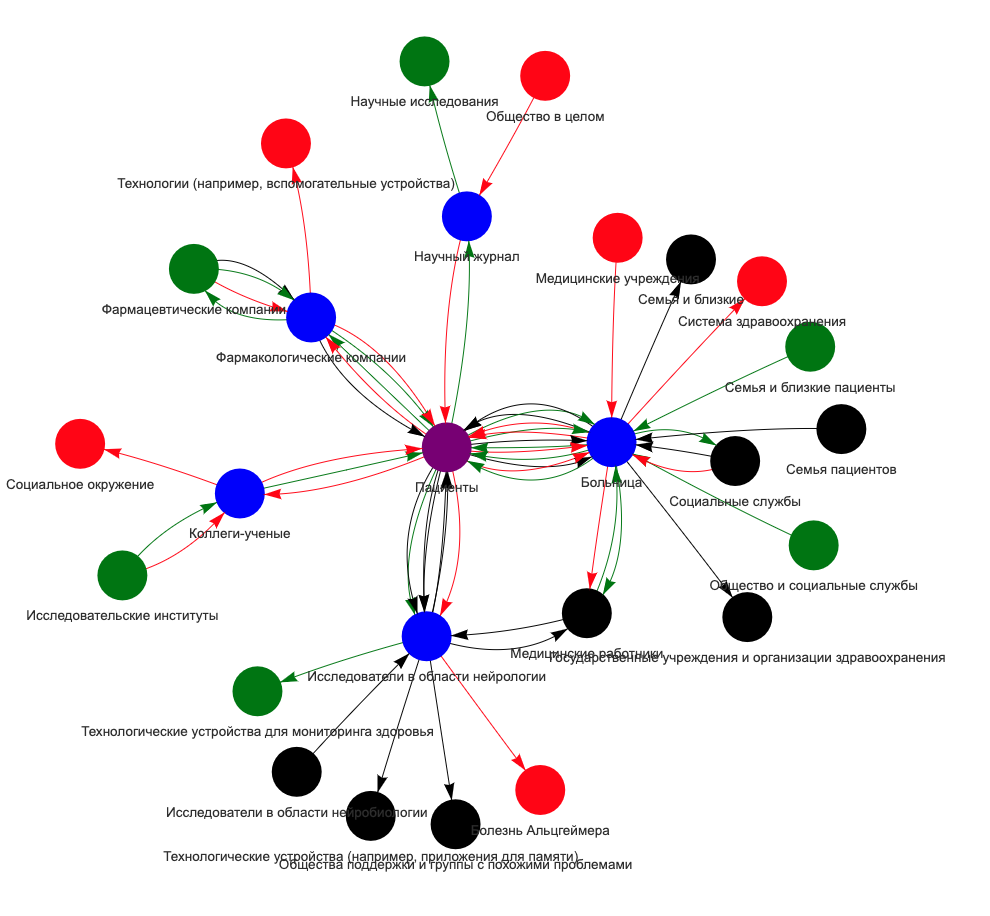 Научные исследования
Общество в целом
Технологии (например, вспомогательные устройства)
Научный журнал
Медицинские учреждения
Семья и близкие
Фармацевтические компании
Система здравоохранения
Фармакологические компании
Семья и близкие пациенты
Семья пациентов
Больница
Социальное окружение
Пациенты
Социальные службы
Коллеги-ученые
Общество и социальные службы
Исследовательские институты
Медицинские работники
Государственные учреждения и организации здравоохранения
Исследователи в области нейрологии
Технологические устройства для мониторинга здоровья
Исследователи в области нейробиологии
Болезнь Альцгеймера
Технологические устройства (например, приложения для памяти)
Общества поддержки и группы с похожими проблемами